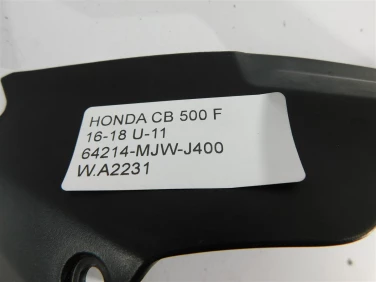 HONDA CB 500 F
16-18 U-11
64214-MJW-J400
W.A2231